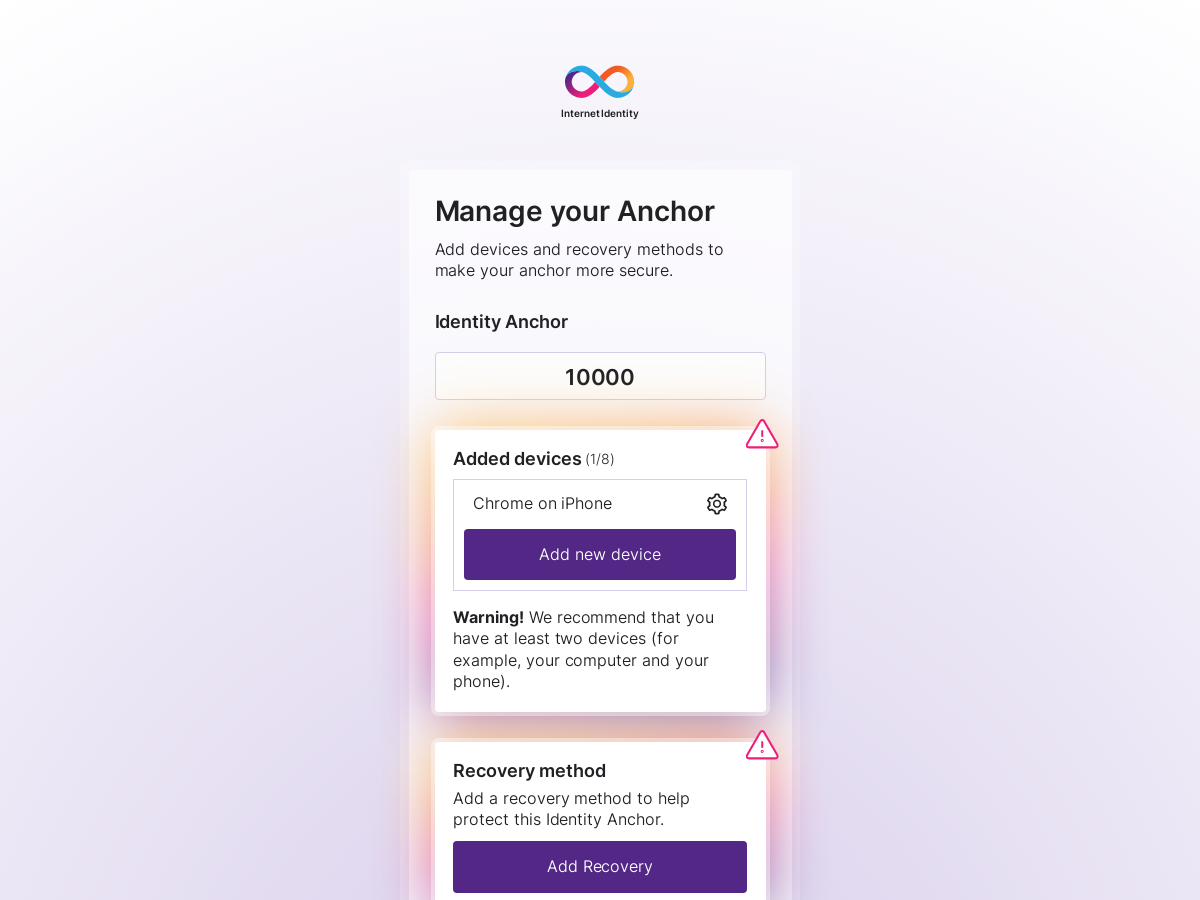 Internet Identity
Manage your Anchor
Add devices and recovery methods to
make your anchor more secure.
Identity Anchor
10000
Added devices (1/8)
Chrome on iPhone
Add new device
Warning! We recommend that you
have at least two devices (for
example, your computer and your
phone).
Recovery method
Add a recovery method to help
protect this Identity Anchor.
Add Recovery